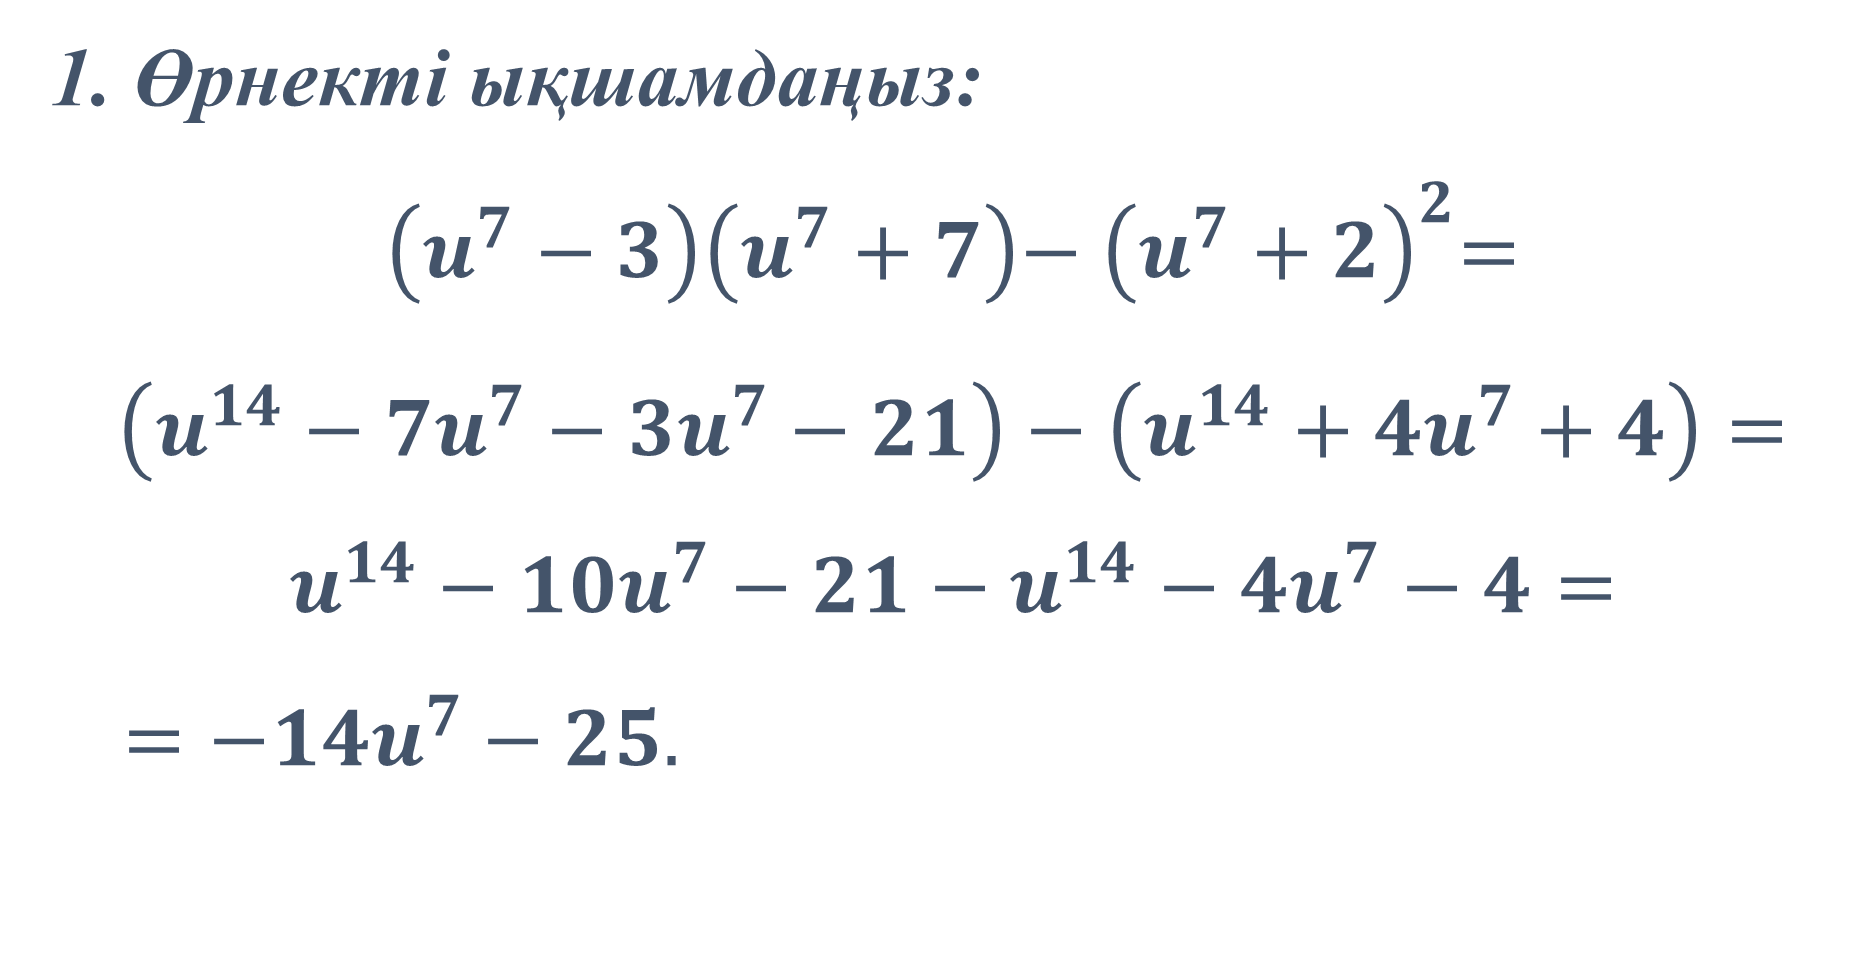 1. Өрнекті ықшамдаңыз:
(u⁷ − 3)(u⁷ + 7)− (u⁷ + 2)²=
(u¹⁴ − 7u⁷ − 3u⁷ − 21) − (u¹⁴ + 4u⁷ + 4) =
u¹⁴ − 10u⁷ − 21 − u¹⁴ − 4u⁷ − 4 =
= −14u⁷ − 25.